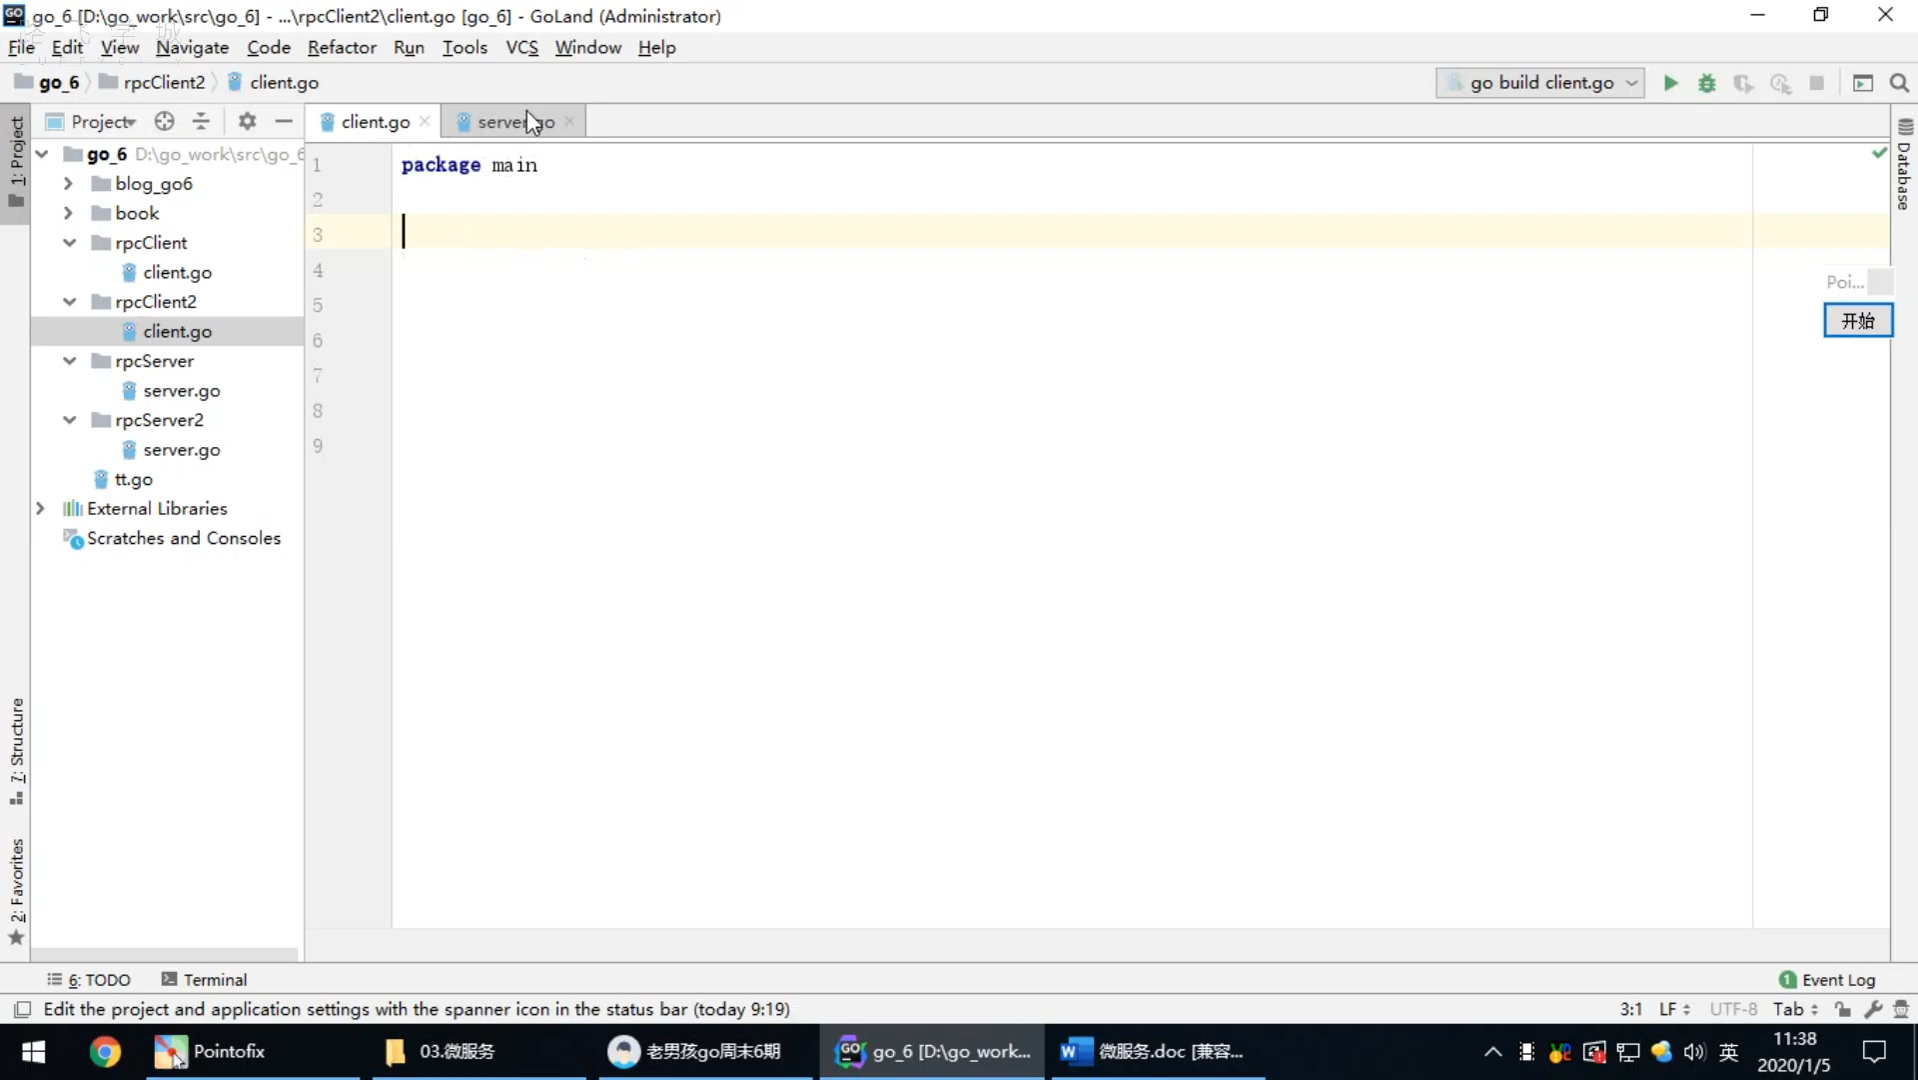 go_6 [D:\go_work\src\go_6] - ...\rpcClient2\client.go [go_6] - GoLand (Administrator)
File Edit View Navigate Code Refactor Run Tools VCS Window Help
go_6 rpcClient2 client.go
go build client.go
Project
client.go
server.go
1: Project
go_6 D:\go_work\src\go_6
blog_go6
book
rpcClient
client.go
rpcClient2
client.go
rpcServer
server.go
rpcServer2
server.go
tt.go
External Libraries
Scratches and Consoles
1 package main
2
3
4
5
6
7
8
9
Database
Poi...
开始
7: Structure
2: Favorites
6: TODO
Terminal
1 Event Log
Edit the project and application settings with the spanner icon in the status bar (today 9:19)
3:1 LF UTF-8 Tab
Pointofix
03.微服务
老男孩go周末6期
go_6 [D:\go_work...
微服务.doc [兼容...
英
11:38
2020/1/5